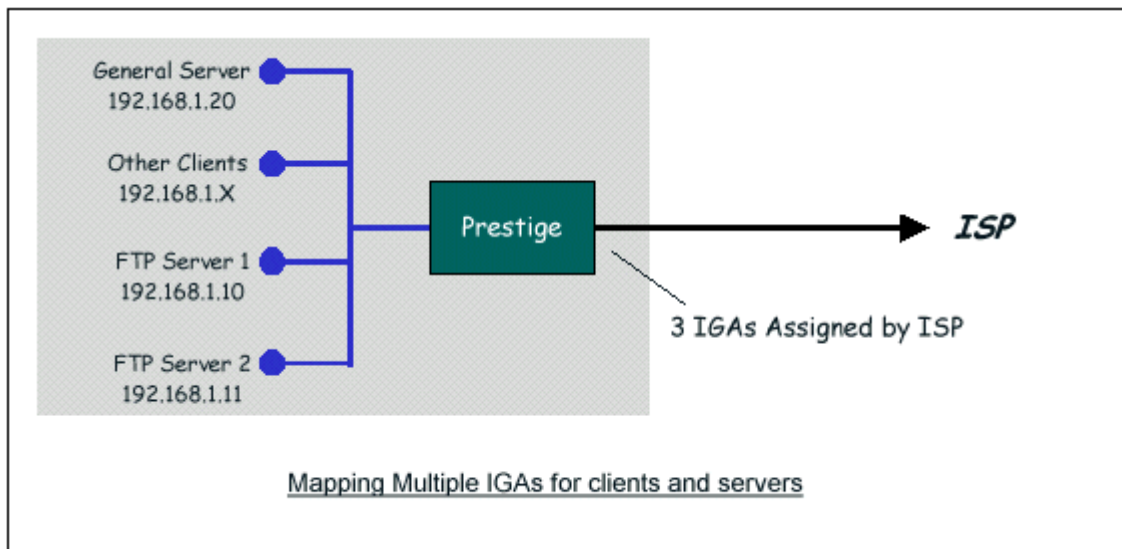 General Server
192.168.1.20
Other Clients
192.168.1.X
FTP Server 1
192.168.1.10
FTP Server 2
192.168.1.11
Prestige
ISP
3 IGAs Assigned by ISP
Mapping Multiple IGAs for clients and servers